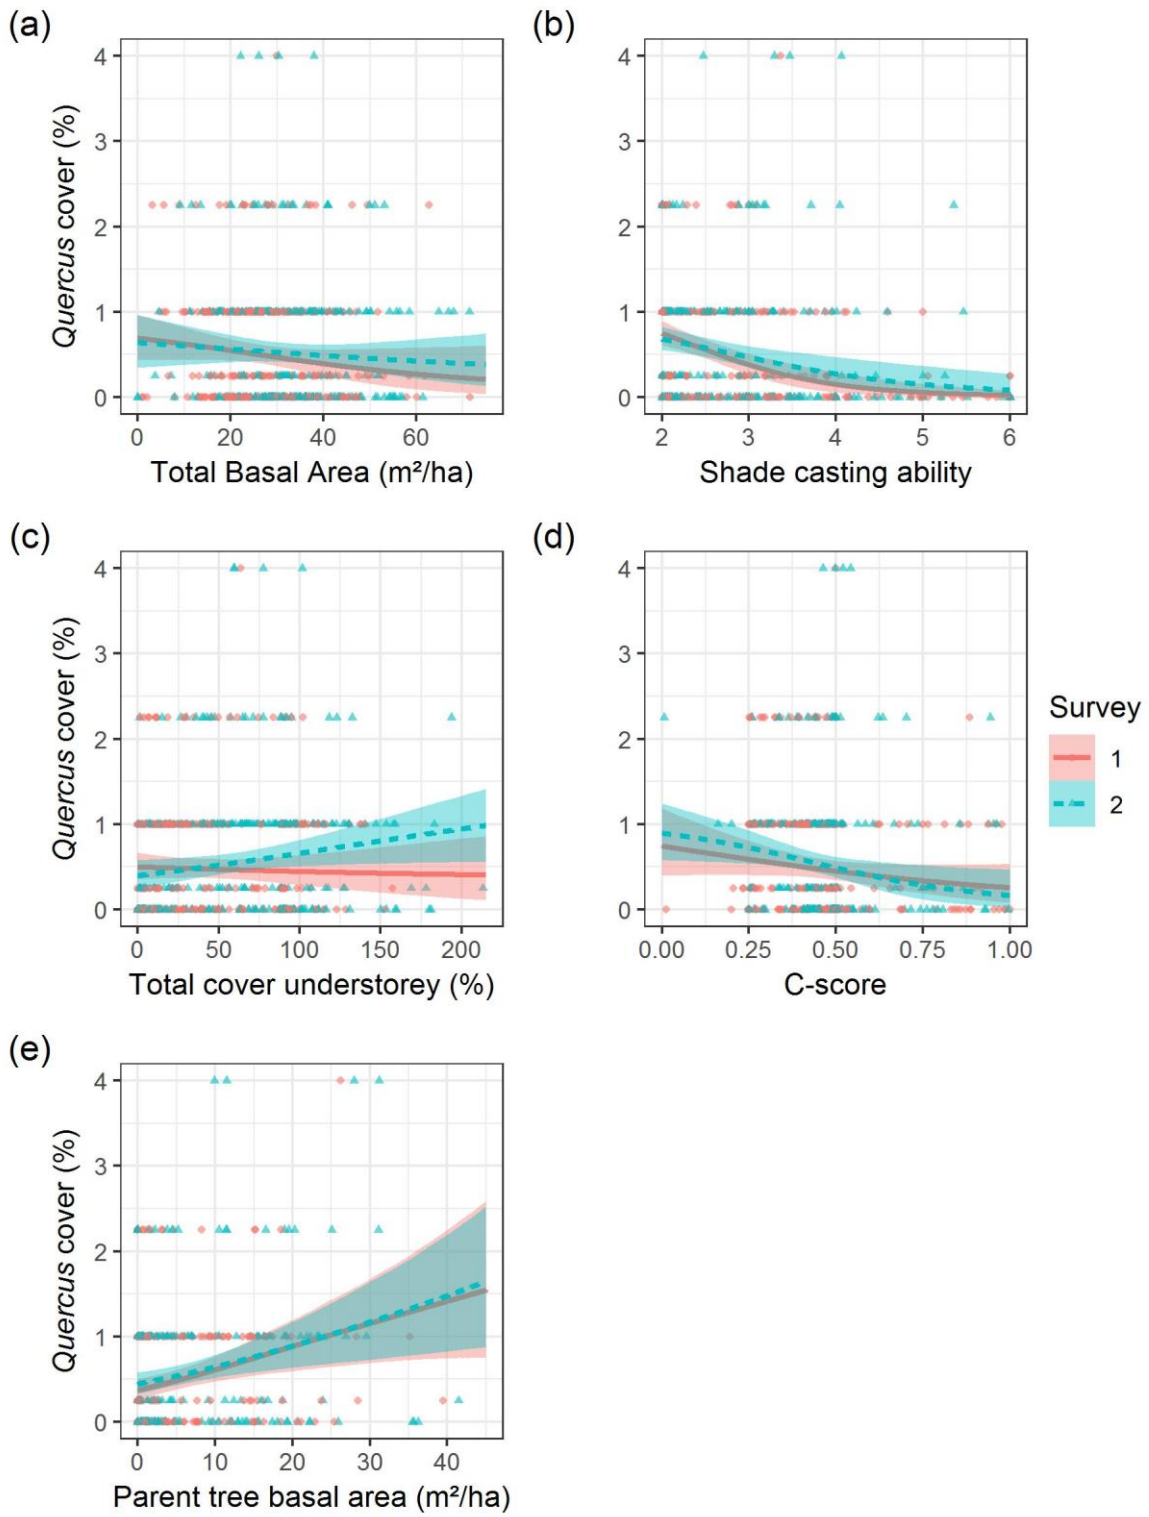 (a)
Quercus cover (%)
4
3
2
1
0
0 20 40 60
Total Basal Area (m²/ha)
(b)
4
3
2
1
0
2 3 4 5 6
Shade casting ability
(c)
Quercus cover (%)
4
3
2
1
0
0 50 100 150 200
Total cover understorey (%)
(d)
4
3
2
1
0
0.00 0.25 0.50 0.75 1.00
C-score
Survey
1
2
(e)
Quercus cover (%)
4
3
2
1
0
0 10 20 30 40
Parent tree basal area (m²/ha)